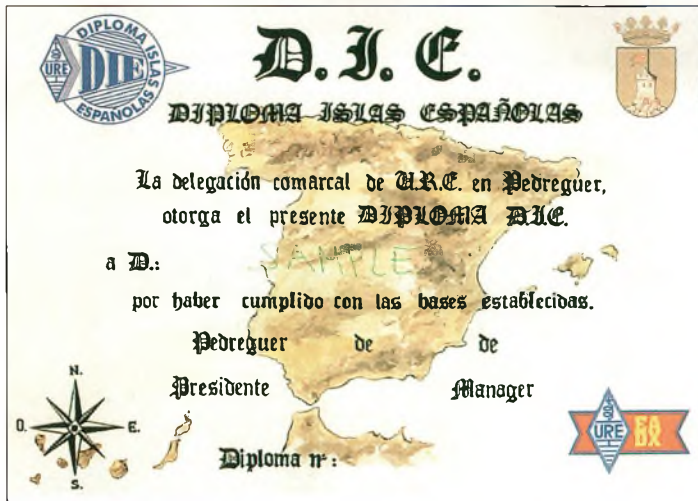 DIPLOMA ISLAS
URE
DIE
ESPAÑOLAS
D. I. E.
DIPLOMA ISLAS ESPAÑOLAS
La delegación comarcal de U.R.E. en Pedreguer,
otorga el presente DIPLOMA D.I.E.
SAMPLE
a D.:
por haber cumplido con las bases establecidas.
Pedreguer de de
Presidente Manager
N.
O. E.
S.
Diploma nº:
URE
EA
DX